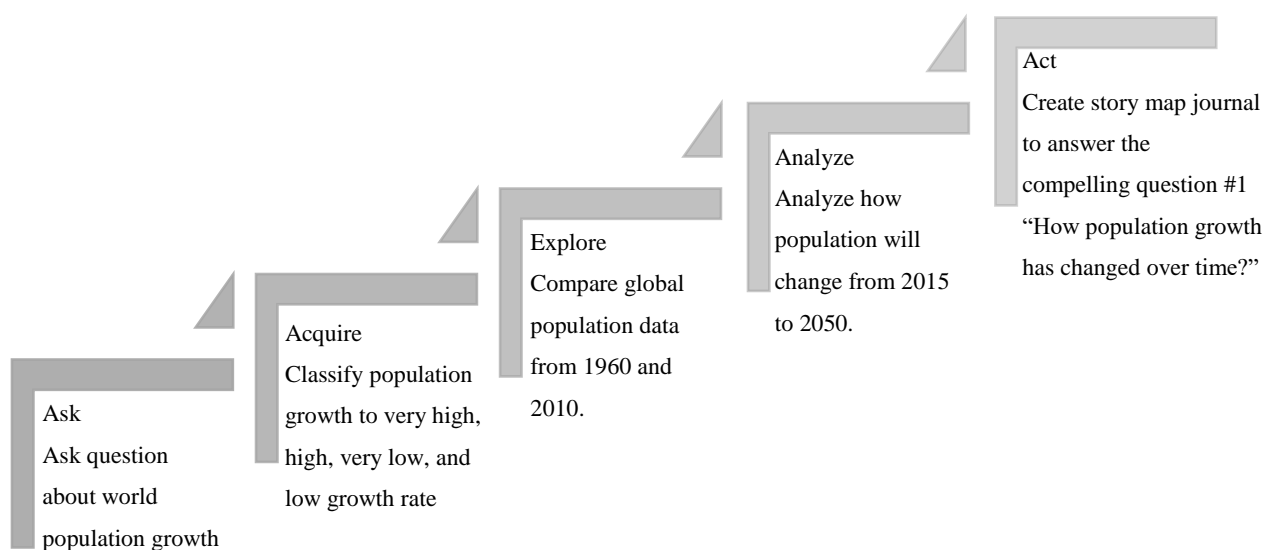 Ask
Ask question
about world
population growth
Acquire
Classify population
growth to very high,
high, very low, and
low growth rate
Explore
Compare global
population data
from 1960 and
2010.
Analyze
Analyze how
population will
change from 2015
to 2050.
Act
Create story map journal
to answer the
compelling question #1
“How population growth
has changed over time?”